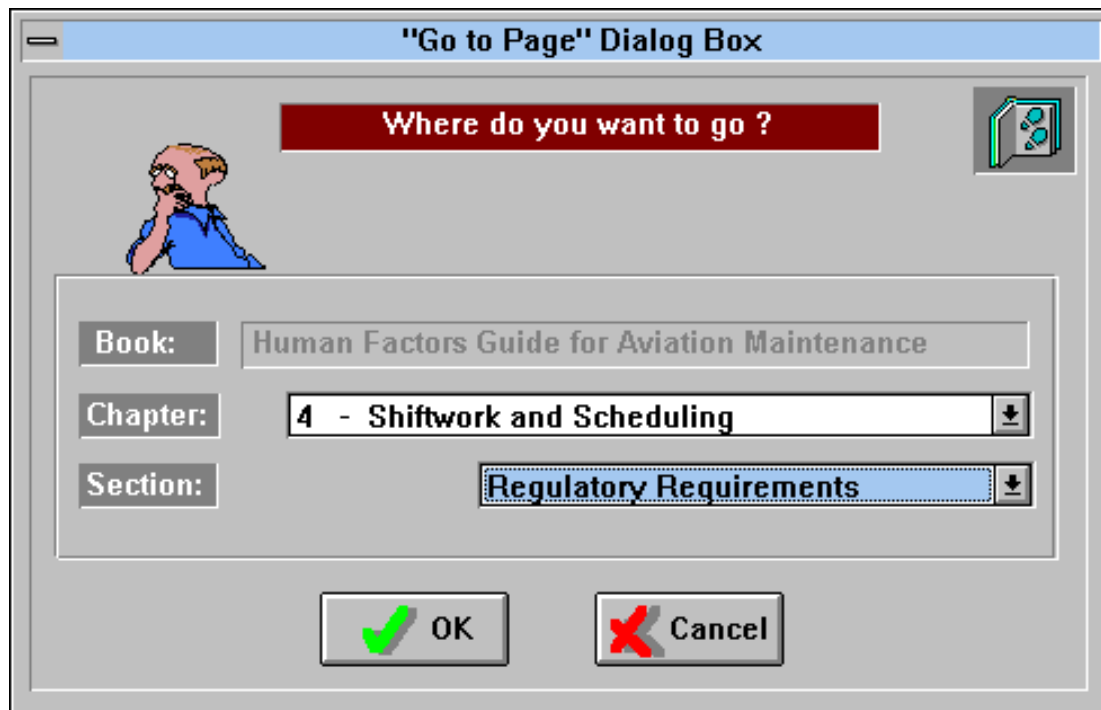 "Go to Page" Dialog Box
Where do you want to go ?
Book: Human Factors Guide for Aviation Maintenance
Chapter: 4 - Shiftwork and Scheduling
Section: Regulatory Requirements
OK Cancel